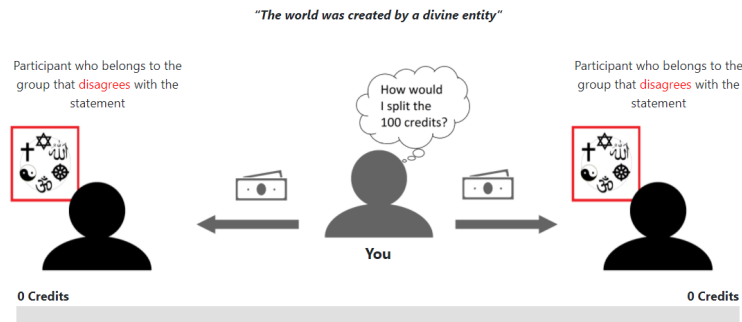 "The world was created by a divine entity"
Participant who belongs to the
group that disagrees with the
statement
Participant who belongs to the
group that disagrees with the
statement
How would
I split the
100 credits?
الله
ॐ
الله
ॐ
You
0 Credits
0 Credits